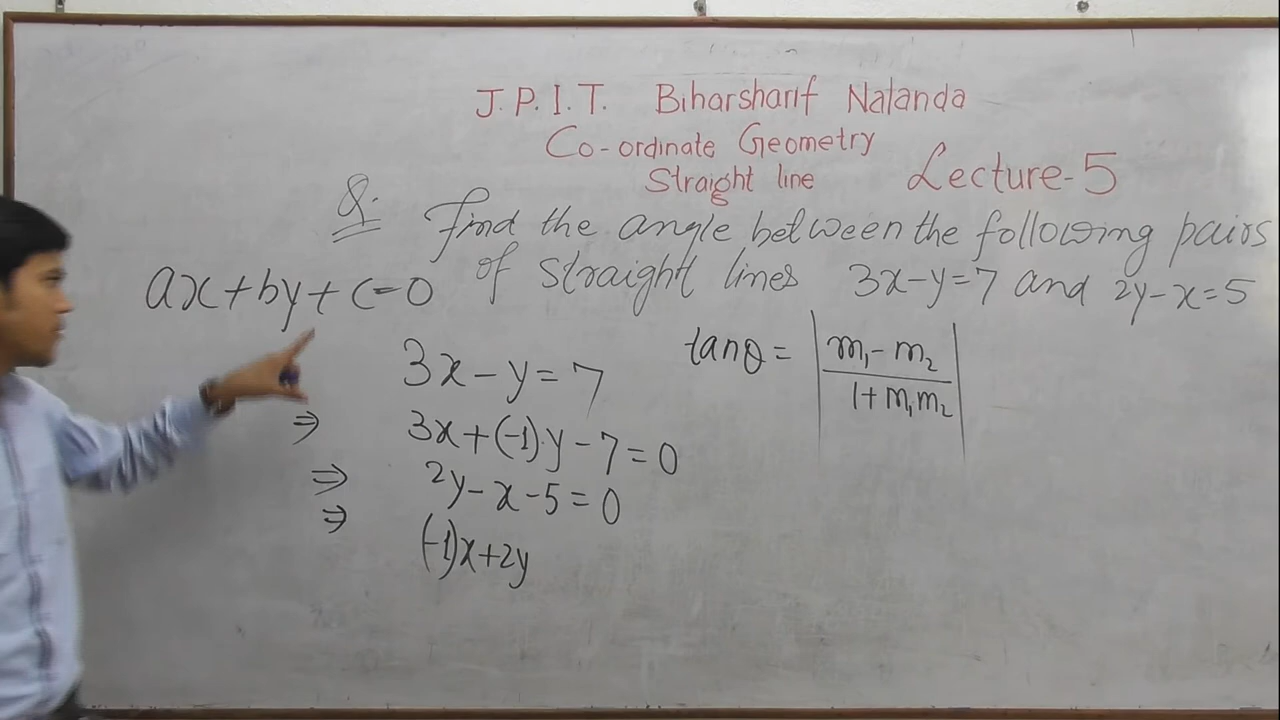 J.P.I.T. Biharsharif Nalanda
Co-ordinate Geometry
Straight line Lecture-5
Q. Find the angle between the following pairs
of straight lines 3x-y=7 and 2y-x=5
ax+by+c=0
tanθ = |m₁-m₂ / 1+m₁m₂|
3x-y=7
⇒ 3x+(-1).y-7=0
⇒ 2y-x-5=0
⇒ (-1)x+2y